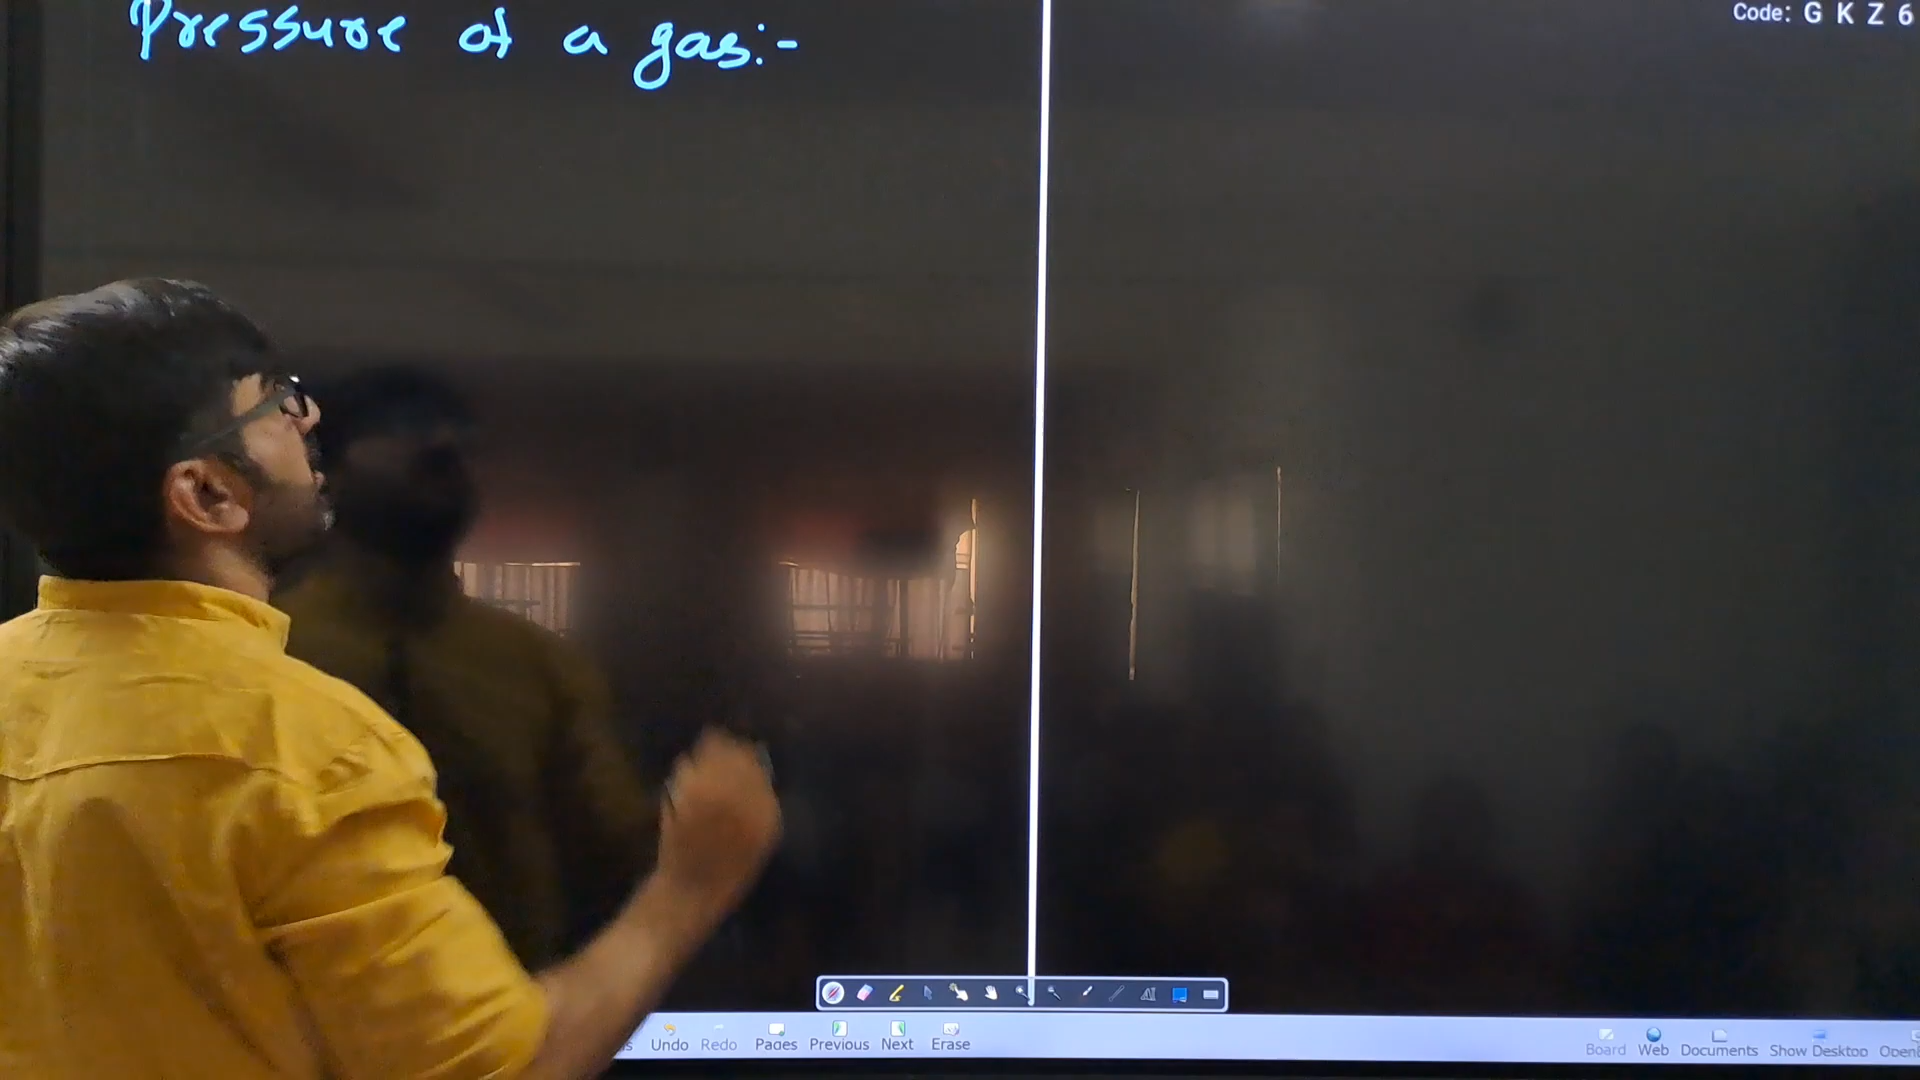 Pressure of a gas:-
Code: G K Z 6
Undo Redo Pages Previous Next Erase
Board Web Documents Show Desktop